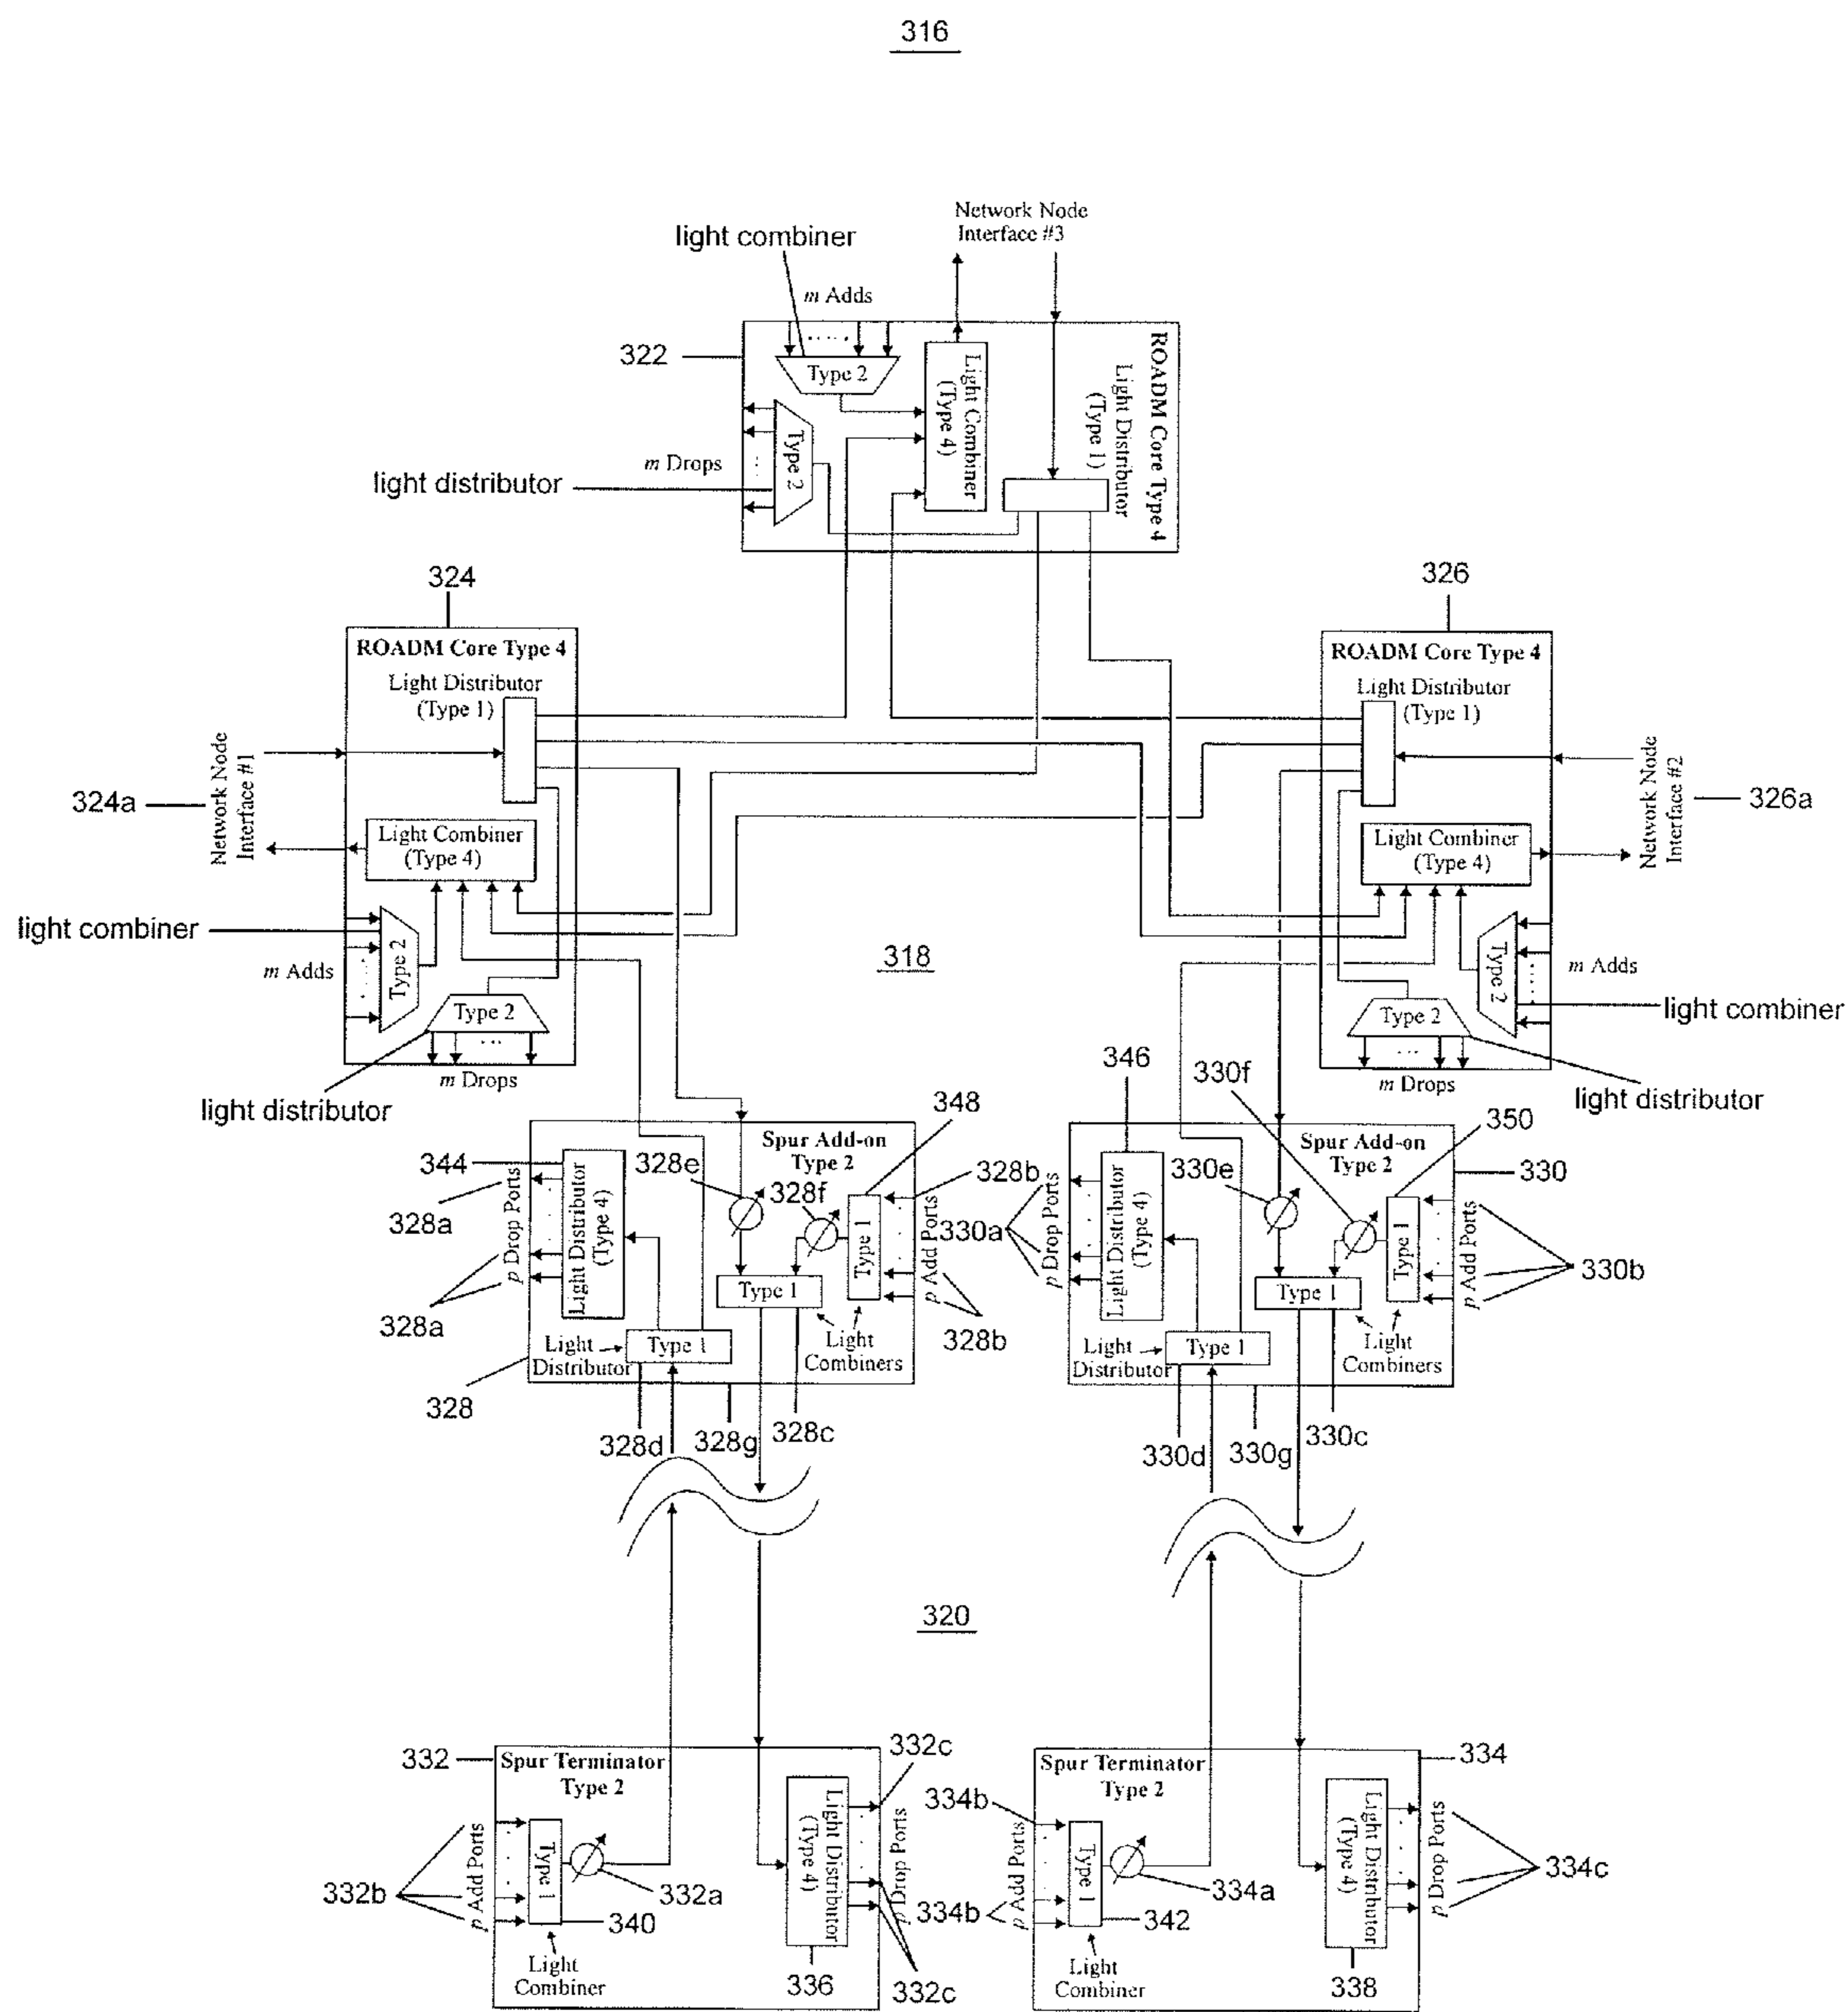 316
Network Node
Interface #3
light combiner
m Adds
322
Type 2
Light Combiner
(Type 4)
Light Distributor
(Type 1)
ROADM Core Type 4
Type 2
m Drops
light distributor
324
ROADM Core Type 4
Light Distributor
(Type 1)
Network Node
Interface #1
324a
Light Combiner
(Type 4)
light combiner
Type 2
m Adds
Type 2
m Drops
light distributor
326
ROADM Core Type 4
Light Distributor
(Type 1)
Network Node
Interface #2
326a
Light Combiner
(Type 4)
Type 2
m Adds
light combiner
Type 2
m Drops
light distributor
318
348
Spur Add-on
Type 2
344
328a
p Drop Ports
328a
Light Distributor
(Type 4)
328e
328f
Type 1
328b
p Add Ports
328b
Type 1
Light
Distributor
Type 1
Light
Combiners
328
328d
328g
328c
346
330f
350
Spur Add-on
Type 2
330
330a
p Drop Ports
Light Distributor
(Type 4)
330e
Type 1
p Add Ports
330b
Type 1
Light
Distributor
Type 1
Light
Combiners
330d
330g
330c
320
332
Spur Terminator
Type 2
332c
332b
p Add Ports
Type 1
332a
340
Light
Combiner
Light Distributor
(Type 4)
p Drop Ports
336
332c
Spur Terminator
Type 2
334
334b
p Add Ports
334b
Type 1
334a
342
Light
Combiner
Light Distributor
(Type 4)
p Drop Ports
334c
338